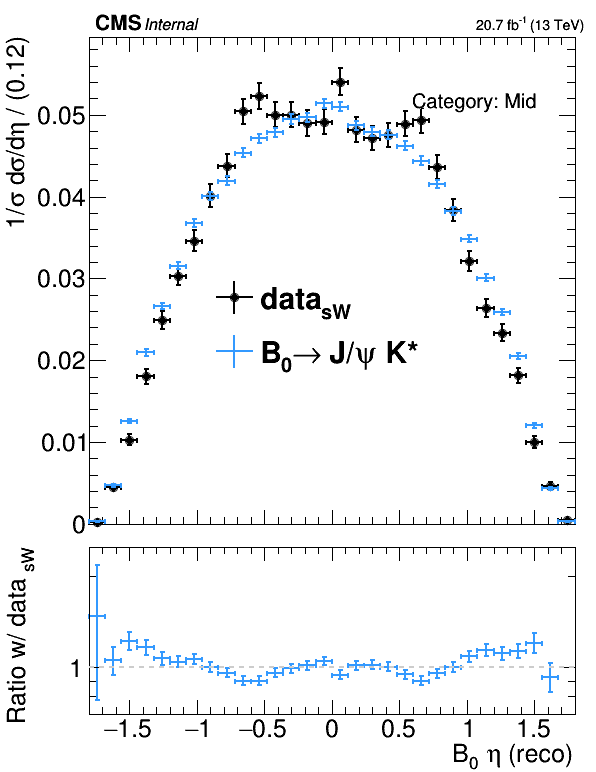 CMS Internal 20.7 fb⁻¹ (13 TeV)
1/σ dσ/dη / (0.12)
Category: Mid
0.05
0.04
0.03
0.02
0.01
0
data_sW
B₀→ J/ψ K*
Ratio w/ data_sW
1
−1.5 −1 −0.5 0 0.5 1 1.5
B₀ η (reco)